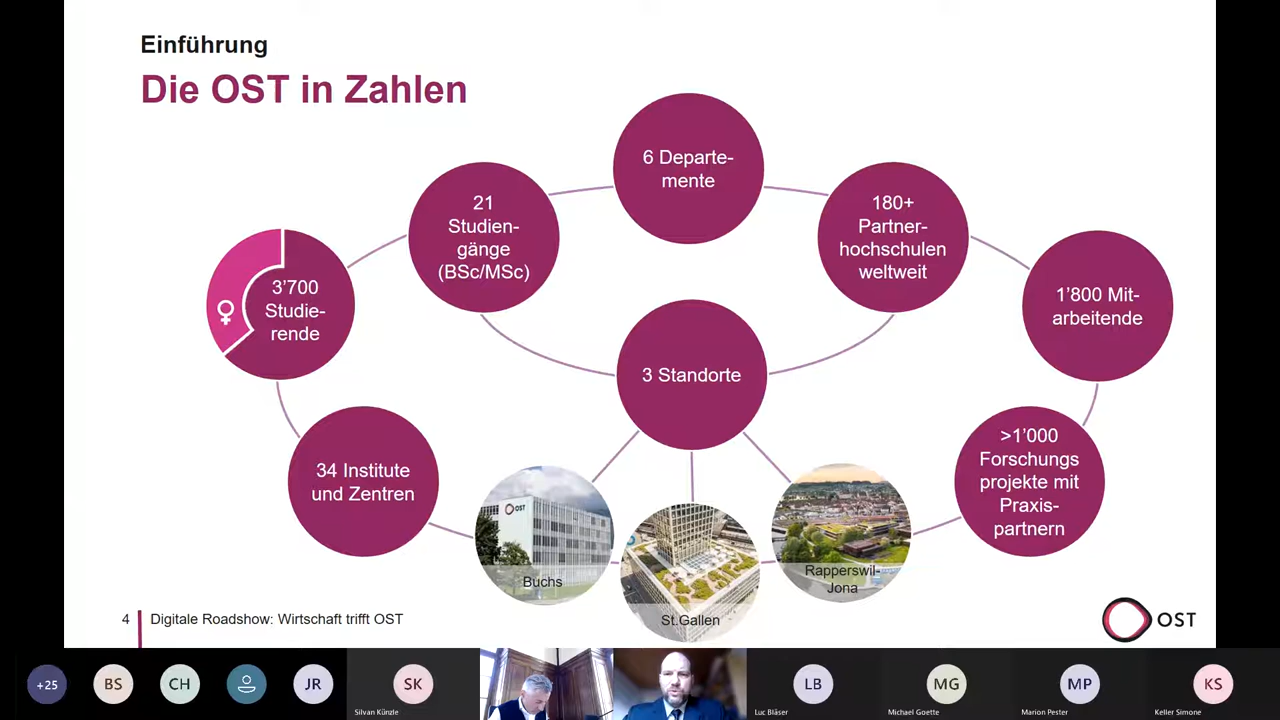 Einführung
Die OST in Zahlen
6 Departe-
mente
21
Studien-
gänge
(BSc/MSc)
180+
Partner-
hochschulen
weltweit
3'700
Studie-
rende
1'800 Mit-
arbeitende
3 Standorte
34 Institute
und Zentren
>1'000
Forschungs
projekte mit
Praxis-
partnern
OST
Buchs
St.Gallen
Rapperswil-
Jona
4
Digitale Roadshow: Wirtschaft trifft OST
OST
+25
BS
CH
JR
SK
Silvan Künzle
LB
Luc Bläser
MG
Michael Goette
MP
Marion Pester
KS
Keller Simone